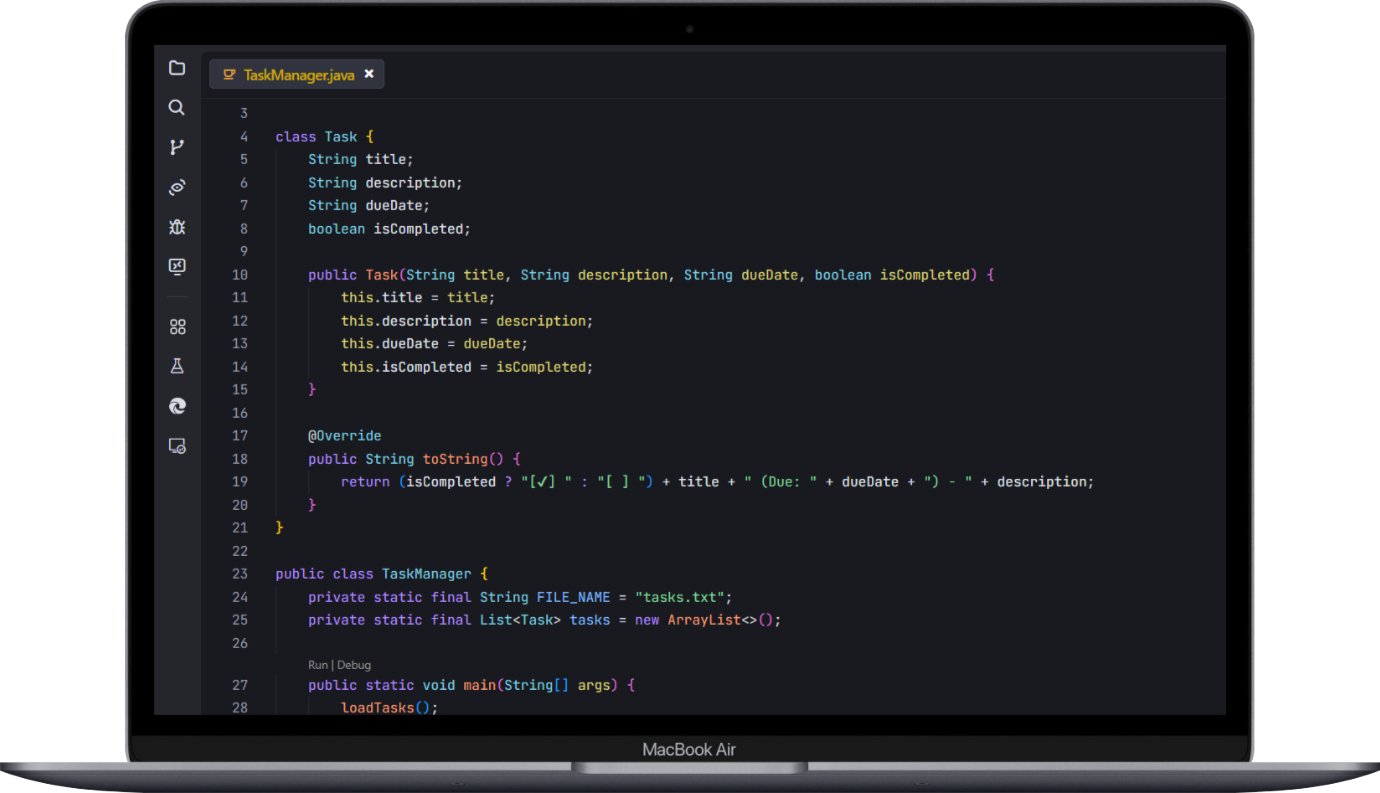 TaskManager.java ×
3
4 class Task {
5     String title;
6     String description;
7     String dueDate;
8     boolean isCompleted;
9
10     public Task(String title, String description, String dueDate, boolean isCompleted) {
11         this.title = title;
12         this.description = description;
13         this.dueDate = dueDate;
14         this.isCompleted = isCompleted;
15     }
16
17     @Override
18     public String toString() {
19         return (isCompleted ? "[✓] " : "[ ] ") + title + " (Due: " + dueDate + ") - " + description;
20     }
21 }
22
23 public class TaskManager {
24     private static final String FILE_NAME = "tasks.txt";
25     private static final List<Task> tasks = new ArrayList<>();
26
Run | Debug
27     public static void main(String[] args) {
28         loadTasks();
MacBook Air